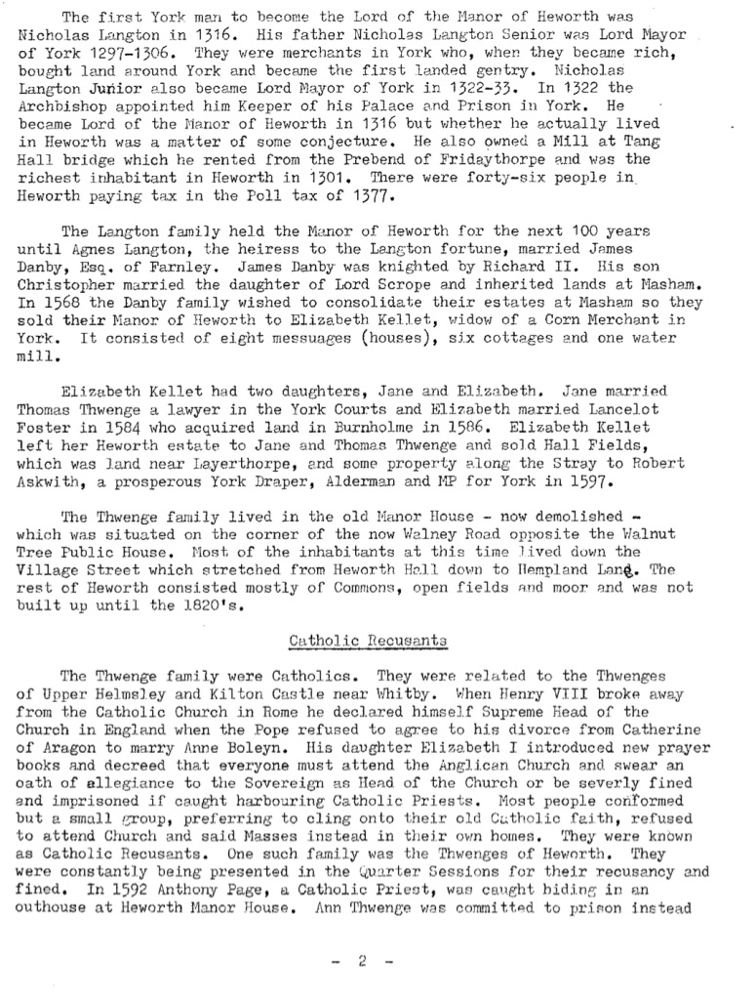 The first York man to become the Lord of the Manor of Heworth was
Nicholas Langton in 1316. His father Nicholas Langton Senior was Lord Mayor
of York 1297-1306. They were merchants in York who, when they became rich,
bought land around York and became the first landed gentry. Nicholas
Langton Junior also became Lord Mayor of York in 1322-33. In 1322 the
Archbishop appointed him Keeper of his Palace and Prison in York. He
became Lord of the Manor of Heworth in 1316 but whether he actually lived
in Heworth was a matter of some conjecture. He also owned a Mill at Tang
Hall bridge which he rented from the Prebend of Fridaythorpe and was the
richest inhabitant in Heworth in 1301. There were forty-six people in
Heworth paying tax in the Poll tax of 1377.
The Langton family held the Manor of Heworth for the next 100 years
until Agnes Langton, the heiress to the Langton fortune, married James
Danby, Esq. of Farnley. James Danby was knighted by Richard II. His son
Christopher married the daughter of Lord Scrope and inherited lands at Masham.
In 1568 the Danby family wished to consolidate their estates at Masham so they
sold their Manor of Heworth to Elizabeth Kellet, widow of a Corn Merchant in
York. It consisted of eight messuages (houses), six cottages and one water
mill.
Elizabeth Kellet had two daughters, Jane and Elizabeth. Jane married
Thomas Thwenge a lawyer in the York Courts and Elizabeth married Lancelot
Foster in 1584 who acquired land in Burnholme in 1586. Elizabeth Kellet
left her Heworth estate to Jane and Thomas Thwenge and sold Hall Fields,
which was land near Layerthorpe, and some property along the Stray to Robert
Askwith, a prosperous York Draper, Alderman and MP for York in 1597.
The Thwenge family lived in the old Manor House - now demolished -
which was situated on the corner of the now Walney Road opposite the Walnut
Tree Public House. Most of the inhabitants at this time lived down the
Village Street which stretched from Heworth Hall down to Hempland Lane. The
rest of Heworth consisted mostly of Commons, open fields and moor and was not
built up until the 1820's.
Catholic Recusants
The Thwenge family were Catholics. They were related to the Thwenges
of Upper Helmsley and Kilton Castle near Whitby. When Henry VIII broke away
from the Catholic Church in Rome he declared himself Supreme Head of the
Church in England when the Pope refused to agree to his divorce from Catherine
of Aragon to marry Anne Boleyn. His daughter Elizabeth I introduced new prayer
books and decreed that everyone must attend the Anglican Church and swear an
oath of allegiance to the Sovereign as Head of the Church or be severly fined
and imprisoned if caught harbouring Catholic Priests. Most people conformed
but a small group, preferring to cling onto their old Catholic faith, refused
to attend Church and said Masses instead in their own homes. They were known
as Catholic Recusants. One such family was the Thwenges of Heworth. They
were constantly being presented in the Quarter Sessions for their recusancy and
fined. In 1592 Anthony Page, a Catholic Priest, was caught hiding in an
outhouse at Heworth Manor House. Ann Thwenge was committed to prison instead
- 2 -